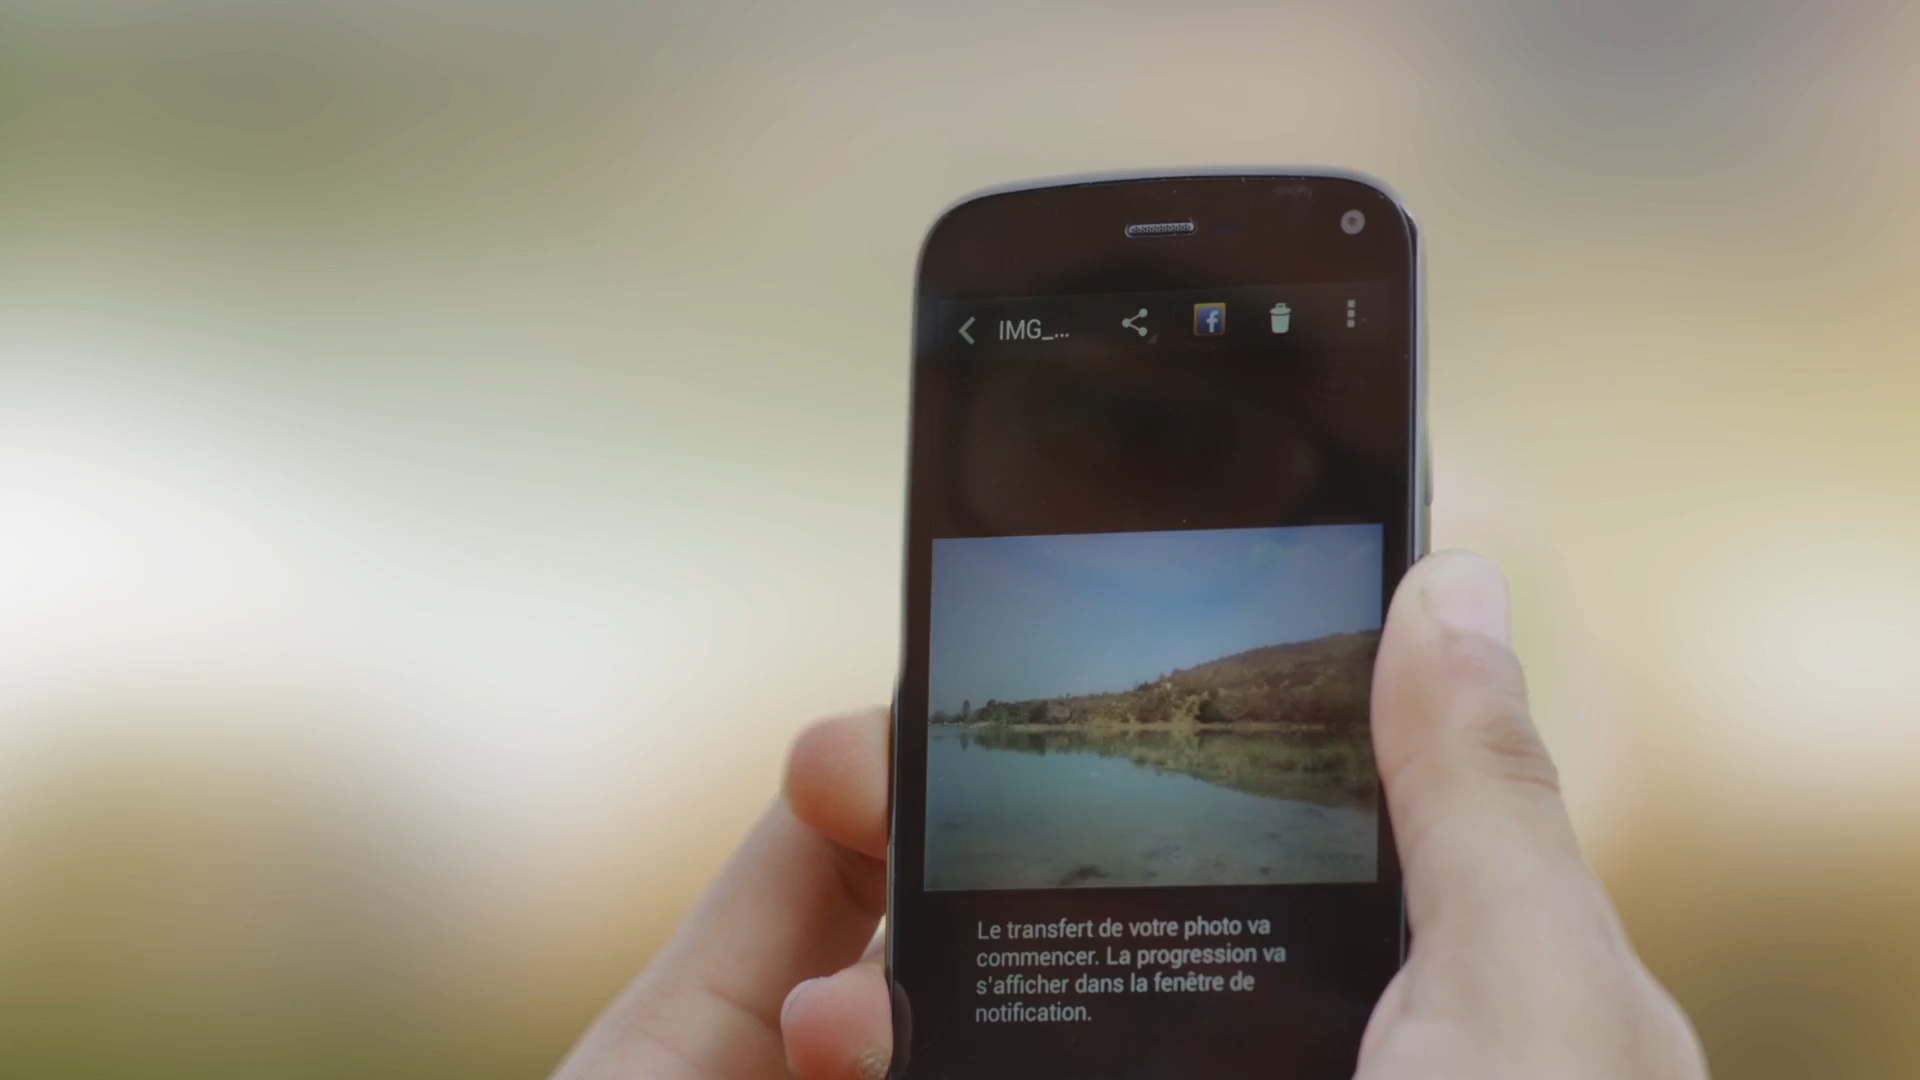 IMG_...
Le transfert de votre photo va
commencer. La progression va
s'afficher dans la fenêtre de
notification.